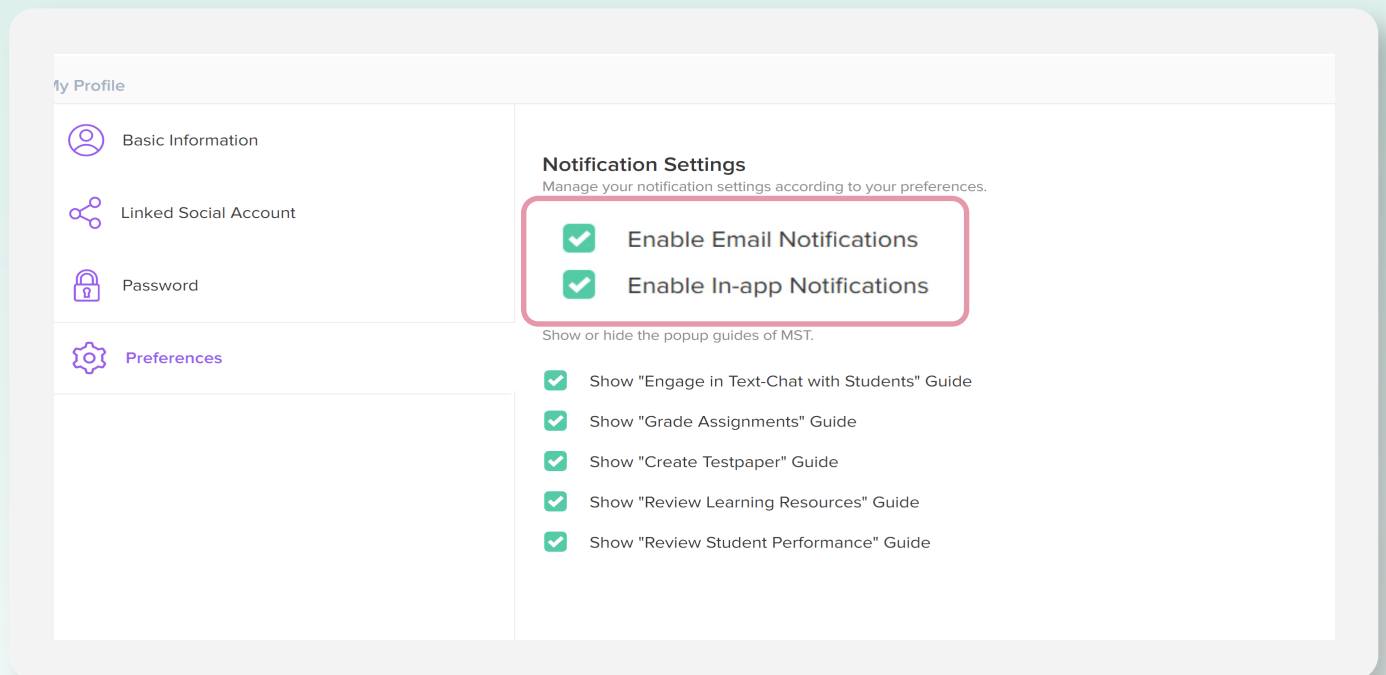 My Profile
Basic Information
Linked Social Account
Password
Preferences
Notification Settings
Manage your notification settings according to your preferences.
Enable Email Notifications
Enable In-app Notifications
Show or hide the popup guides of MST.
Show "Engage in Text-Chat with Students" Guide
Show "Grade Assignments" Guide
Show "Create Testpaper" Guide
Show "Review Learning Resources" Guide
Show "Review Student Performance" Guide